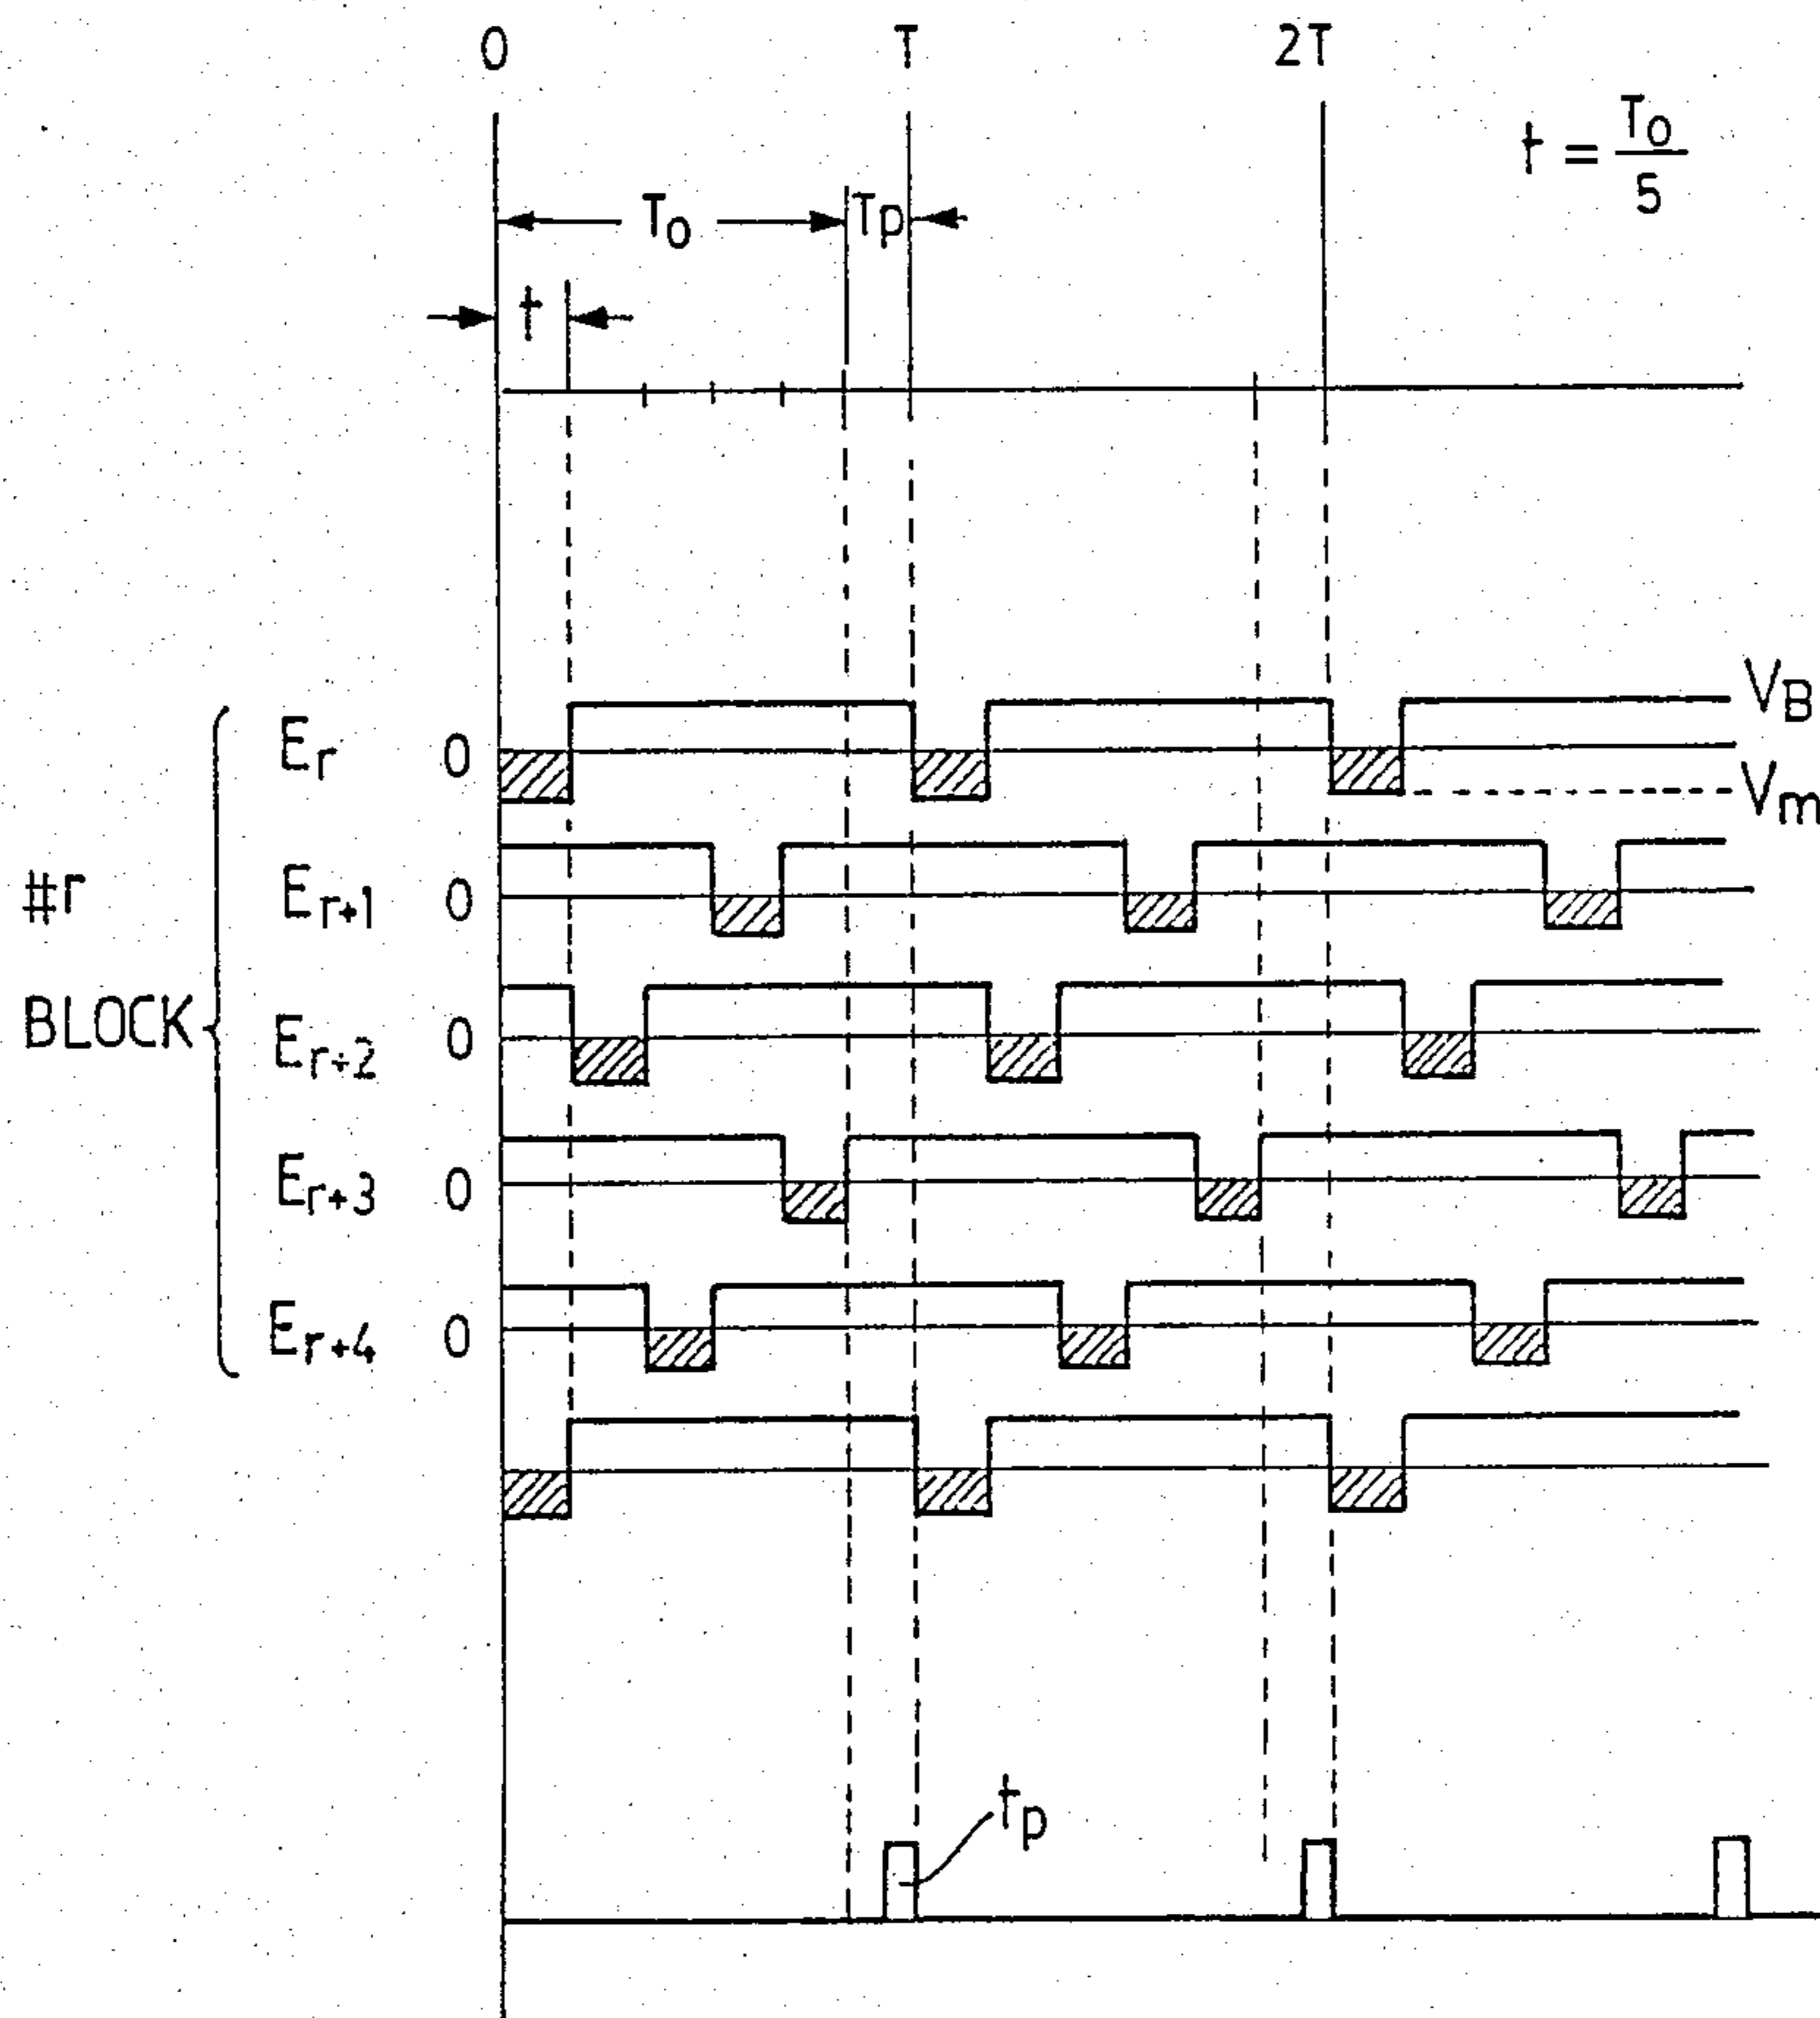 0 T 2T
t = T₀/5
T₀ Tp
t
VB
Er 0
Vm
#r
Er+1 0
BLOCK
Er+2 0
Er+3 0
Er+4 0
tp